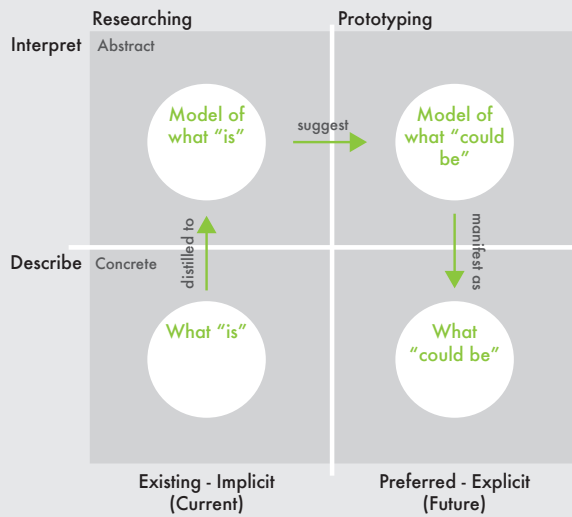 Researching
Prototyping
Interpret
Abstract
Model of
what “is”
suggest
Model of
what “could
be”
distilled to
manifest as
Describe
Concrete
What “is”
What
“could be”
Existing - Implicit
(Current)
Preferred - Explicit
(Future)